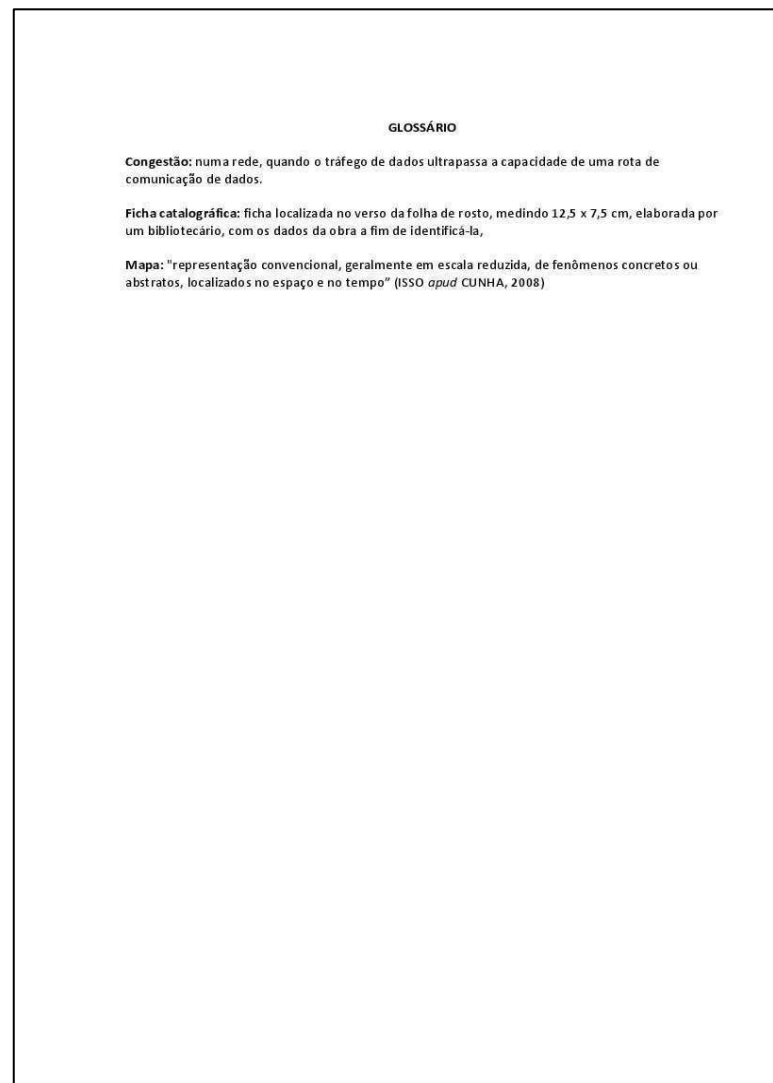 GLOSSÁRIO
Congestão: numa rede, quando o tráfego de dados ultrapassa a capacidade de uma rota de
comunicação de dados.
Ficha catalográfica: ficha localizada no verso da folha de rosto, medindo 12,5 x 7,5 cm, elaborada por
um bibliotecário, com os dados da obra a fim de identificá-la,
Mapa: "representação convencional, geralmente em escala reduzida, de fenômenos concretos ou
abstratos, localizados no espaço e no tempo” (ISSO apud CUNHA, 2008)